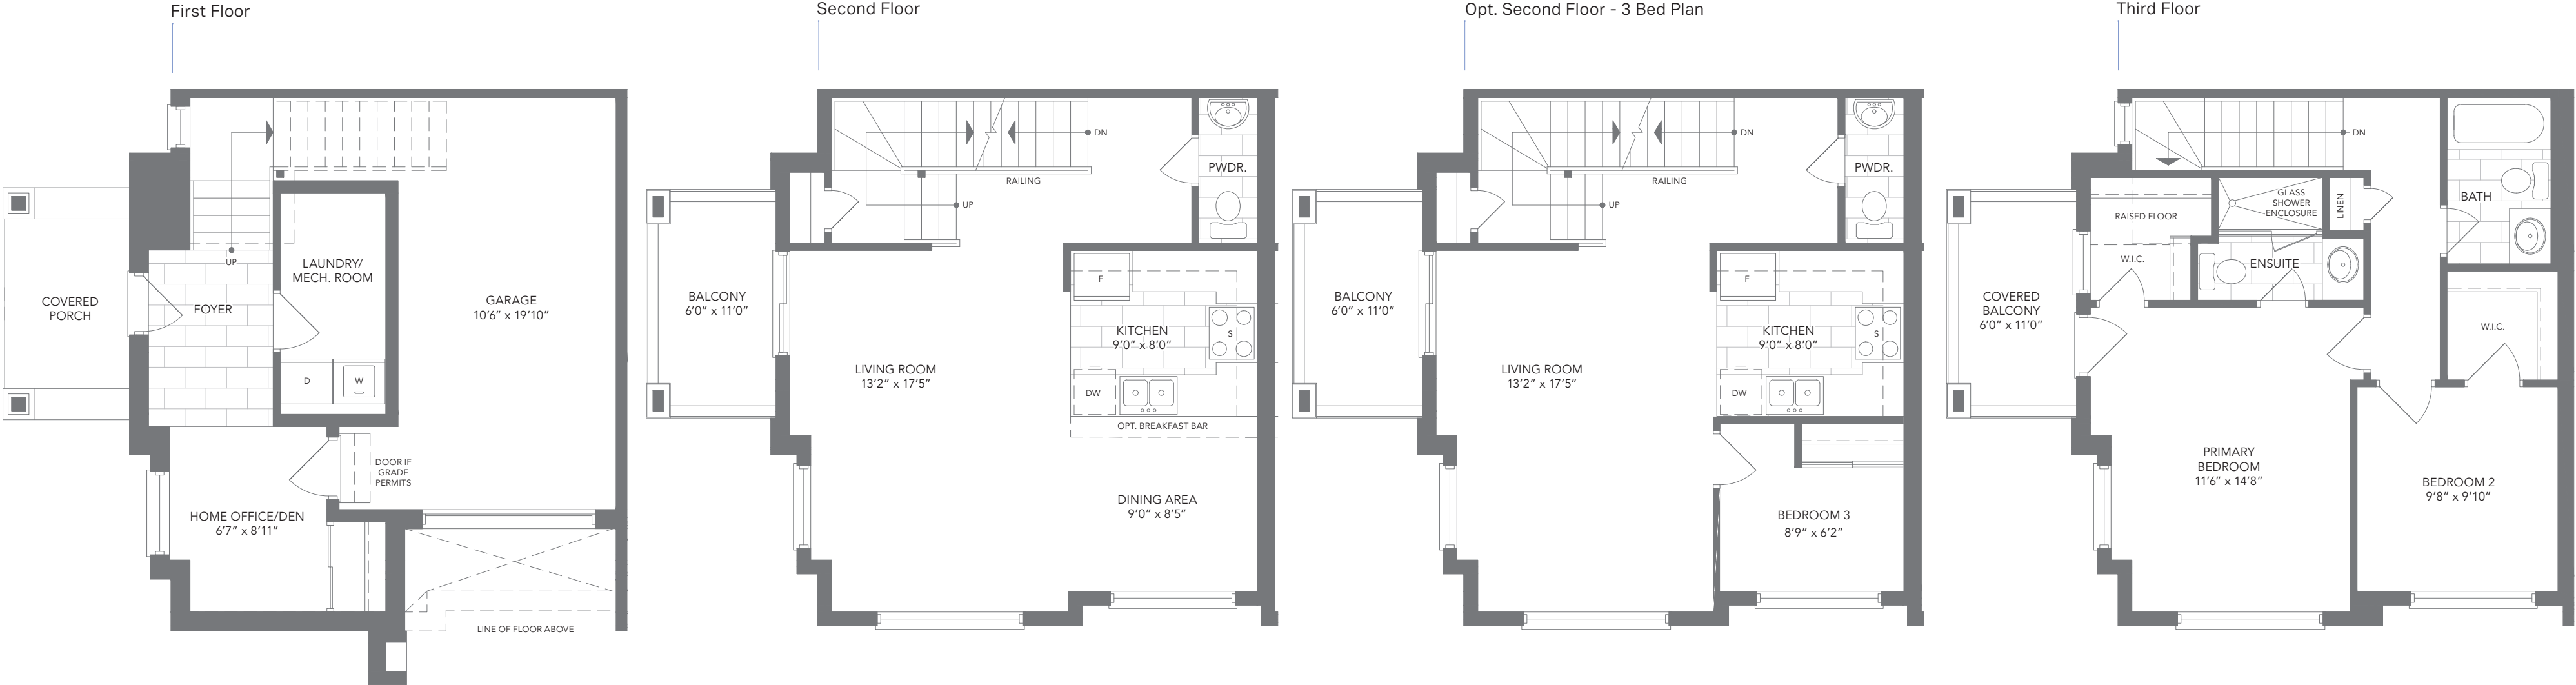 First Floor
UP
LAUNDRY/
MECH. ROOM
COVERED
PORCH
FOYER
GARAGE
10'6" x 19'10"
D
W
DOOR IF
GRADE
PERMITS
HOME OFFICE/DEN
6'7" x 8'11"
LINE OF FLOOR ABOVE
Second Floor
DN
PWDR.
RAILING
UP
BALCONY
6'0" x 11'0"
F
KITCHEN
9'0" x 8'0"
S
LIVING ROOM
13'2" x 17'5"
DW
OPT. BREAKFAST BAR
DINING AREA
9'0" x 8'5"
Opt. Second Floor - 3 Bed Plan
DN
PWDR.
RAILING
UP
BALCONY
6'0" x 11'0"
F
KITCHEN
9'0" x 8'0"
S
LIVING ROOM
13'2" x 17'5"
DW
BEDROOM 3
8'9" x 6'2"
Third Floor
DN
GLASS
SHOWER
ENCLOSURE
LINEN
BATH
RAISED FLOOR
W.I.C.
ENSUITE
COVERED
BALCONY
6'0" x 11'0"
W.I.C.
PRIMARY
BEDROOM
11'6" x 14'8"
BEDROOM 2
9'8" x 9'10"